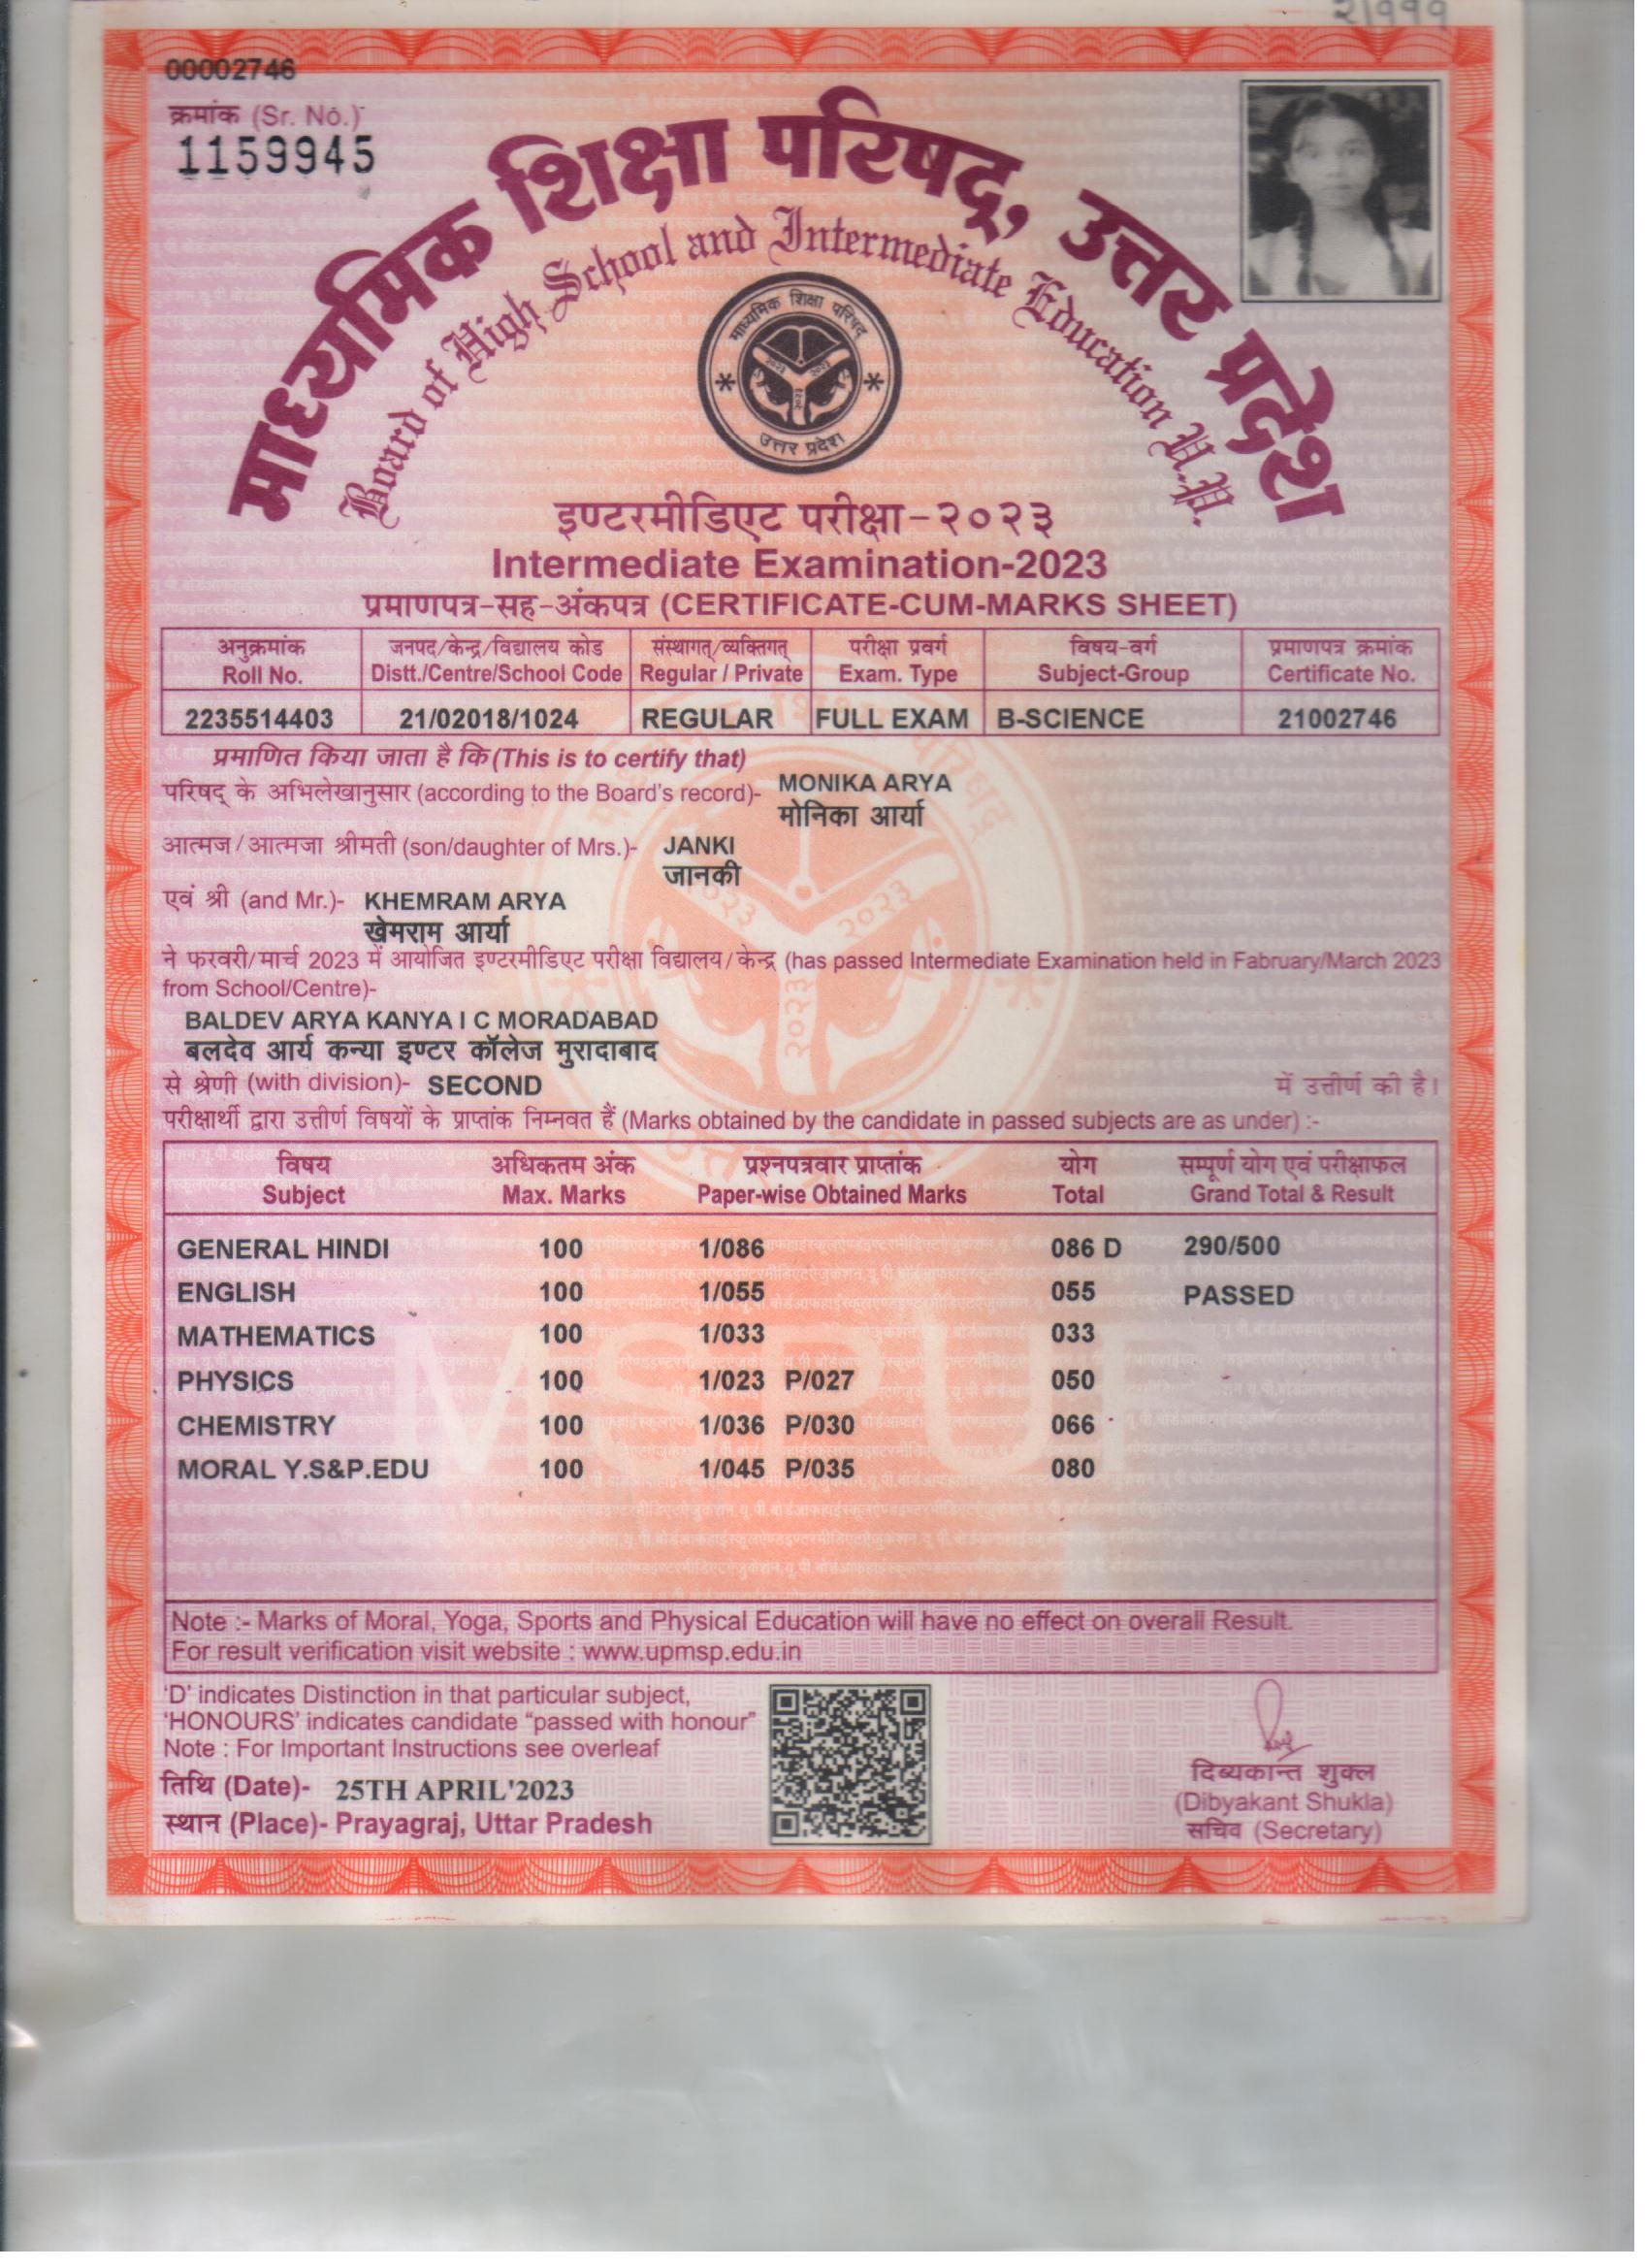 २१११
00002746
क्रमांक (Sr. No.)
1159945
माध्यमिक शिक्षा परिषद्, उत्तर प्रदेश
Board of High School and Intermediate Education U.P.
माध्यमिक शिक्षा परिषद्
उत्तर प्रदेश
इण्टरमीडिएट परीक्षा-२०२३
Intermediate Examination-2023
प्रमाणपत्र-सह-अंकपत्र (CERTIFICATE-CUM-MARKS SHEET)
अनुक्रमांक जनपद/केन्द्र/विद्यालय कोड संस्थागत्/व्यक्तिगत् परीक्षा प्रवर्ग विषय-वर्ग प्रमाणपत्र क्रमांक
Roll No. Distt./Centre/School Code Regular / Private Exam. Type Subject-Group Certificate No.
2235514403 21/02018/1024 REGULAR FULL EXAM B-SCIENCE 21002746
प्रमाणित किया जाता है कि (This is to certify that)
परिषद् के अभिलेखानुसार (according to the Board's record)- MONIKA ARYA
मोनिका आर्या
आत्मज/आत्मजा श्रीमती (son/daughter of Mrs.)- JANKI
जानकी
एवं श्री (and Mr.)- KHEMRAM ARYA
खेमराम आर्या
ने फरवरी/मार्च 2023 में आयोजित इण्टरमीडिएट परीक्षा विद्यालय/केन्द्र (has passed Intermediate Examination held in Fabruary/March 2023
from School/Centre)-
BALDEV ARYA KANYA I C MORADABAD
बलदेव आर्य कन्या इण्टर कॉलेज मुरादाबाद
से श्रेणी (with division)- SECOND में उत्तीर्ण की है।
परीक्षार्थी द्वारा उत्तीर्ण विषयों के प्राप्तांक निम्नवत हैं (Marks obtained by the candidate in passed subjects are as under) :-
विषय अधिकतम अंक प्रश्नपत्रवार प्राप्तांक योग सम्पूर्ण योग एवं परीक्षाफल
Subject Max. Marks Paper-wise Obtained Marks Total Grand Total & Result
GENERAL HINDI 100 1/086 086 D 290/500
ENGLISH 100 1/055 055 PASSED
MATHEMATICS 100 1/033 033
PHYSICS 100 1/023 P/027 050
CHEMISTRY 100 1/036 P/030 066
MORAL Y.S&P.EDU 100 1/045 P/035 080
MSPUP
Note :- Marks of Moral, Yoga, Sports and Physical Education will have no effect on overall Result.
For result verification visit website : www.upmsp.edu.in
'D' indicates Distinction in that particular subject,
'HONOURS' indicates candidate "passed with honour"
Note : For Important Instructions see overleaf
तिथि (Date)- 25TH APRIL'2023
स्थान (Place)- Prayagraj, Uttar Pradesh
दिब्यकान्त शुक्ल
(Dibyakant Shukla)
सचिव (Secretary)